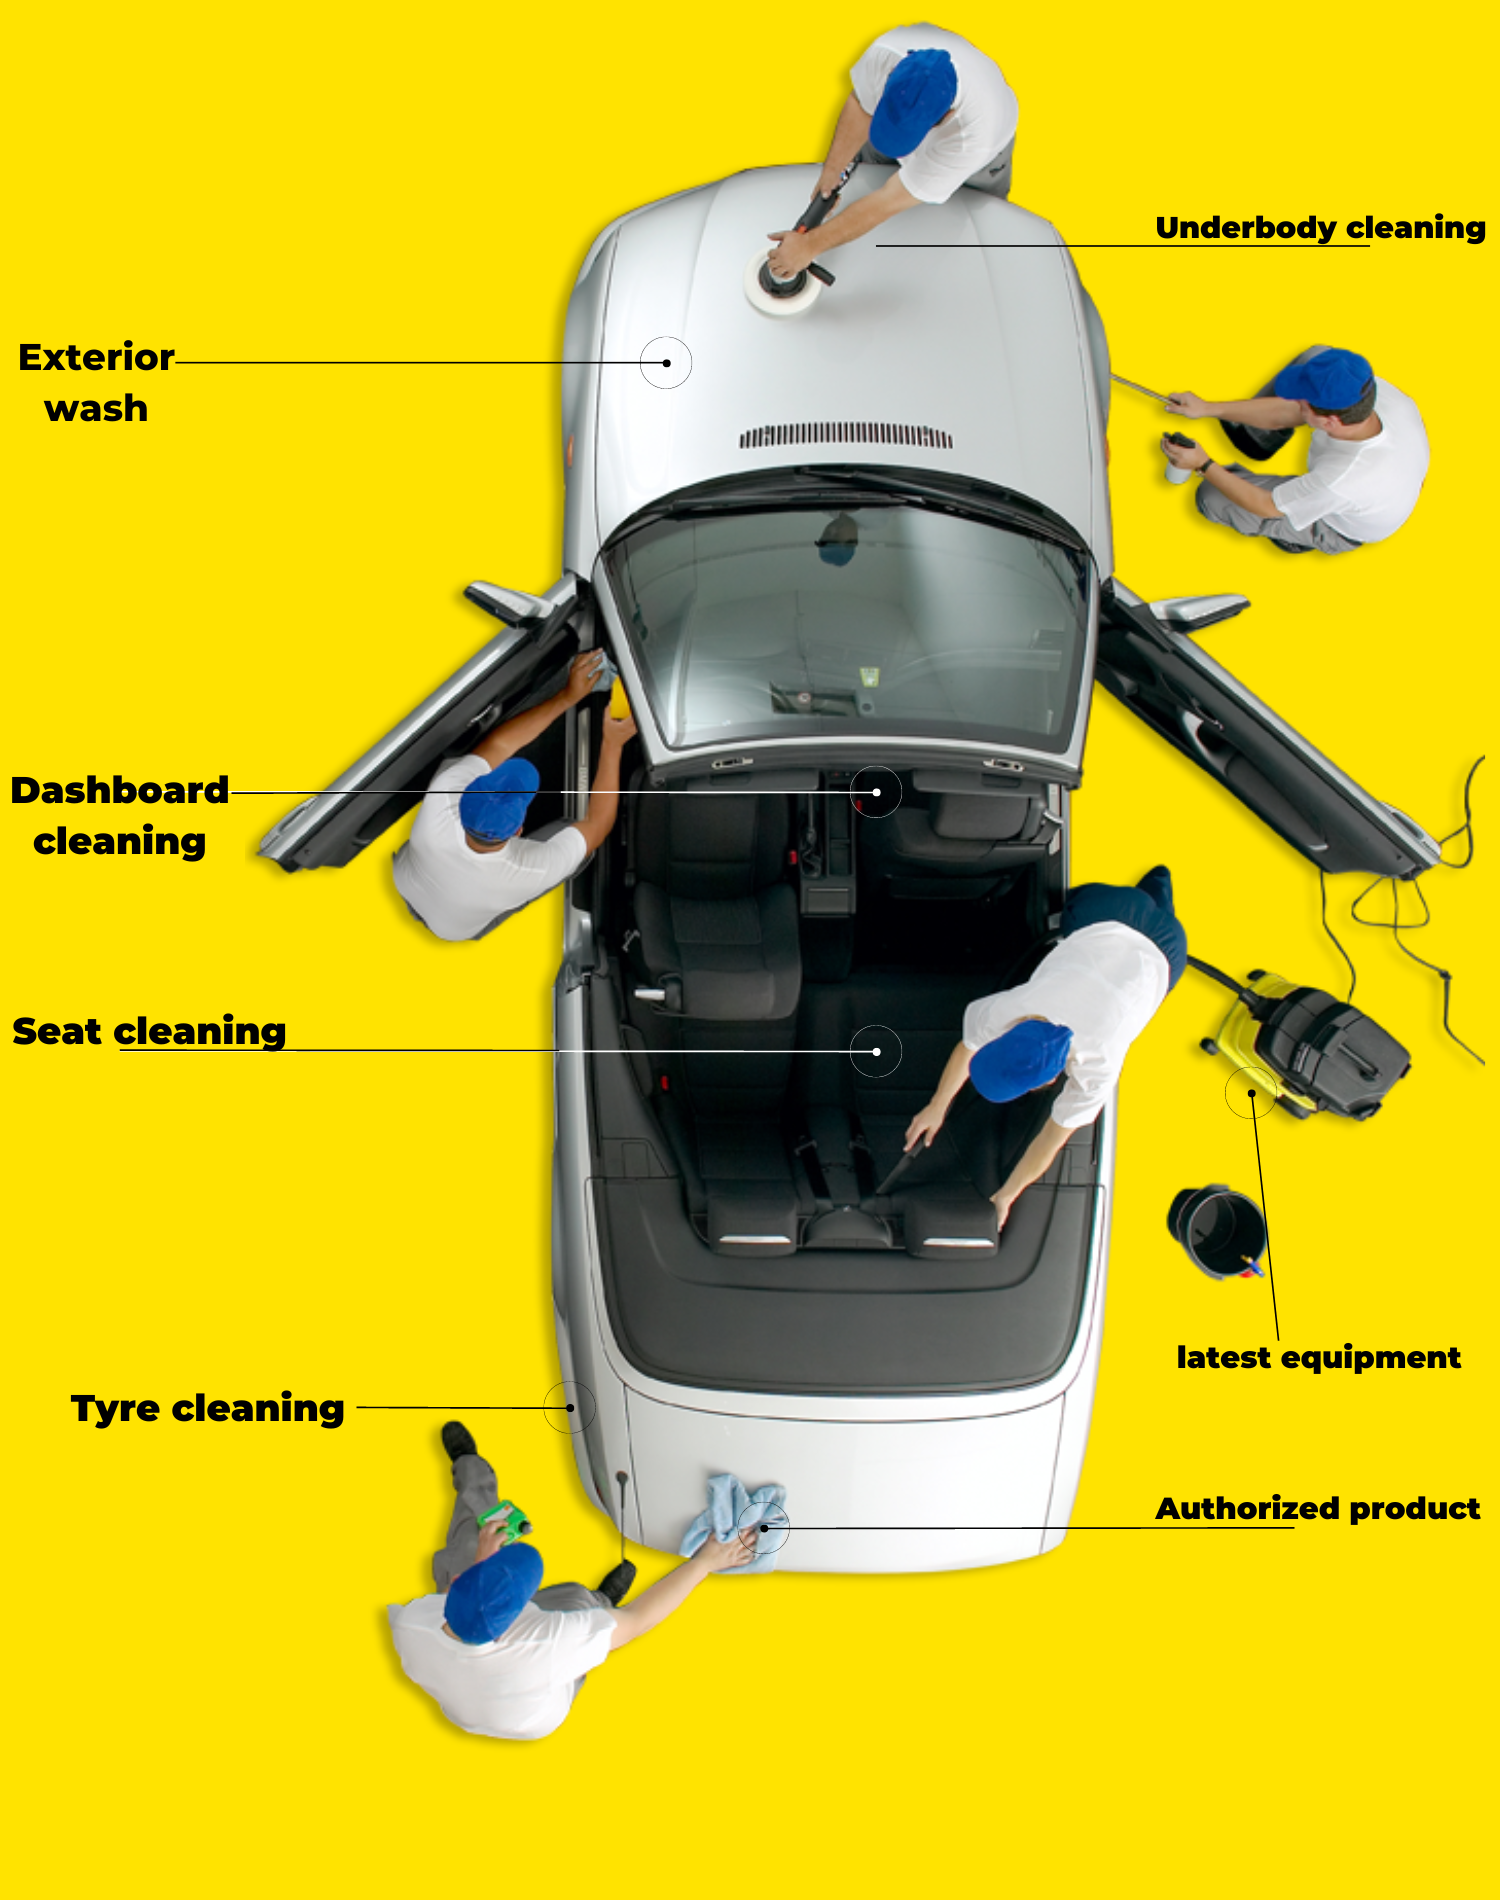 Underbody cleaning
Exterior
wash
Dashboard
cleaning
Seat cleaning
latest equipment
Tyre cleaning
Authorized product